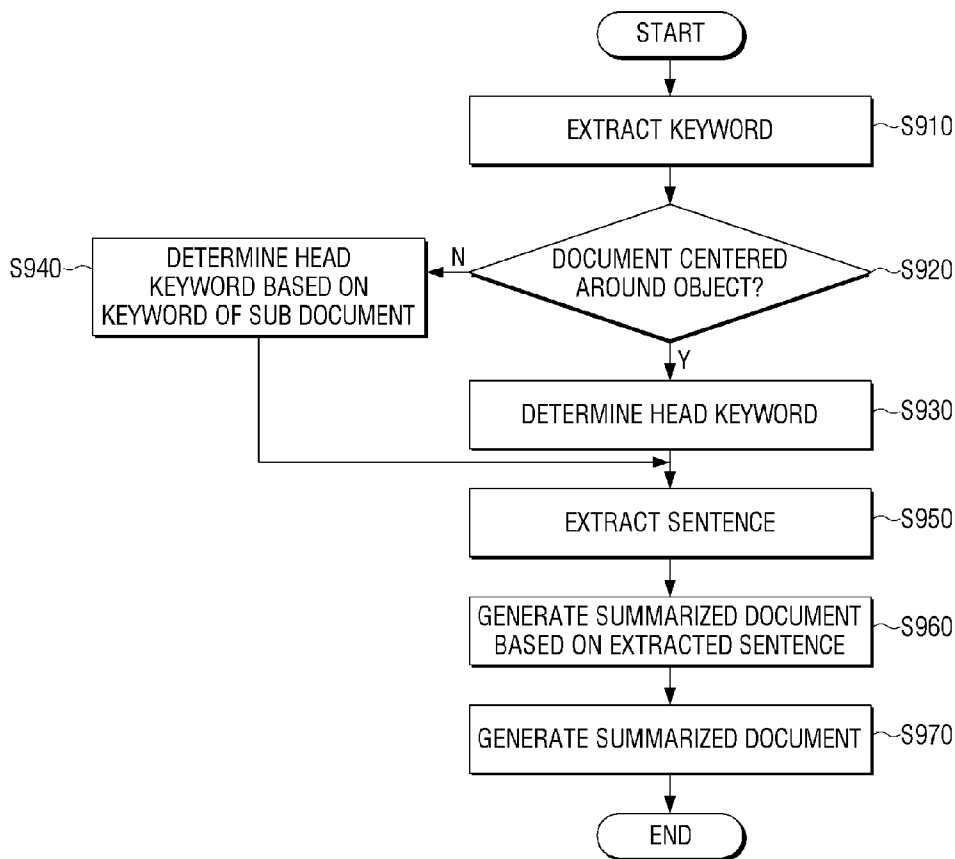 START
EXTRACT KEYWORD
S910
DOCUMENT CENTERED
AROUND OBJECT?
S920
N
Y
S940
DETERMINE HEAD
KEYWORD BASED ON
KEYWORD OF SUB DOCUMENT
DETERMINE HEAD KEYWORD
S930
EXTRACT SENTENCE
S950
GENERATE SUMMARIZED DOCUMENT
BASED ON EXTRACTED SENTENCE
S960
GENERATE SUMMARIZED DOCUMENT
S970
END